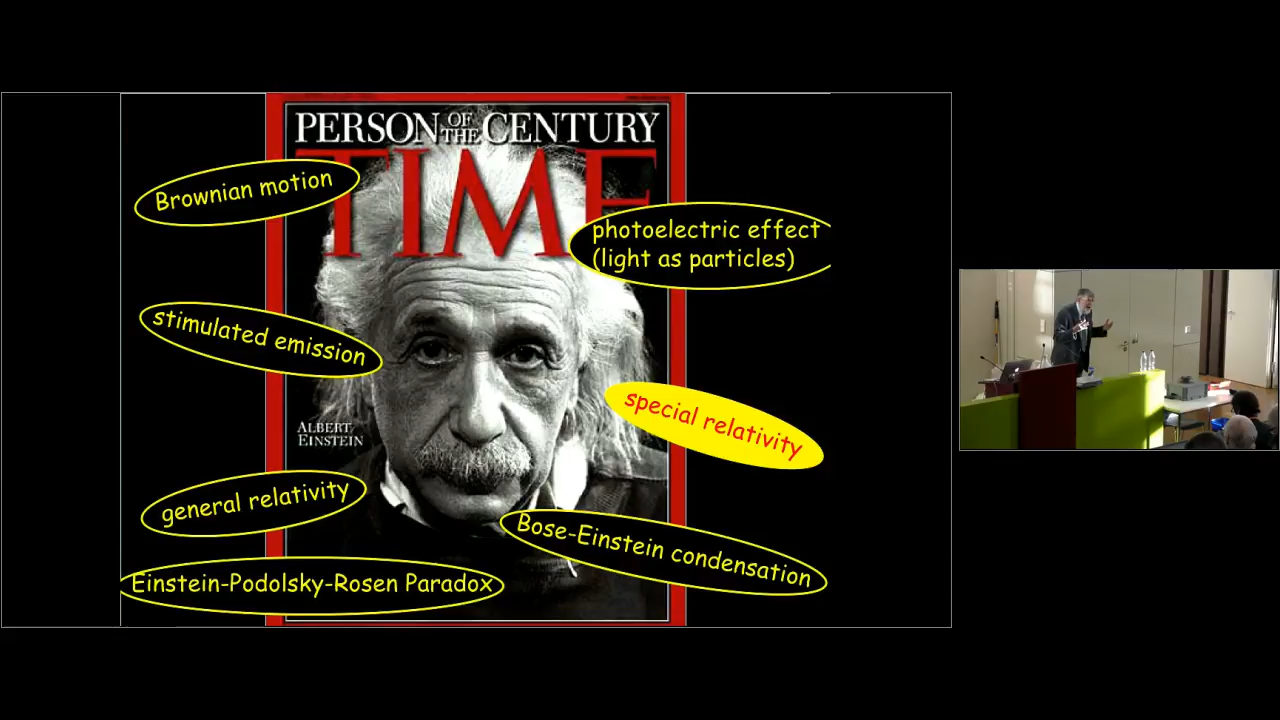 PERSON OF THE CENTURY
TIME
Brownian motion
photoelectric effect
(light as particles)
stimulated emission
special relativity
ALBERT
EINSTEIN
general relativity
Bose-Einstein condensation
Einstein-Podolsky-Rosen Paradox